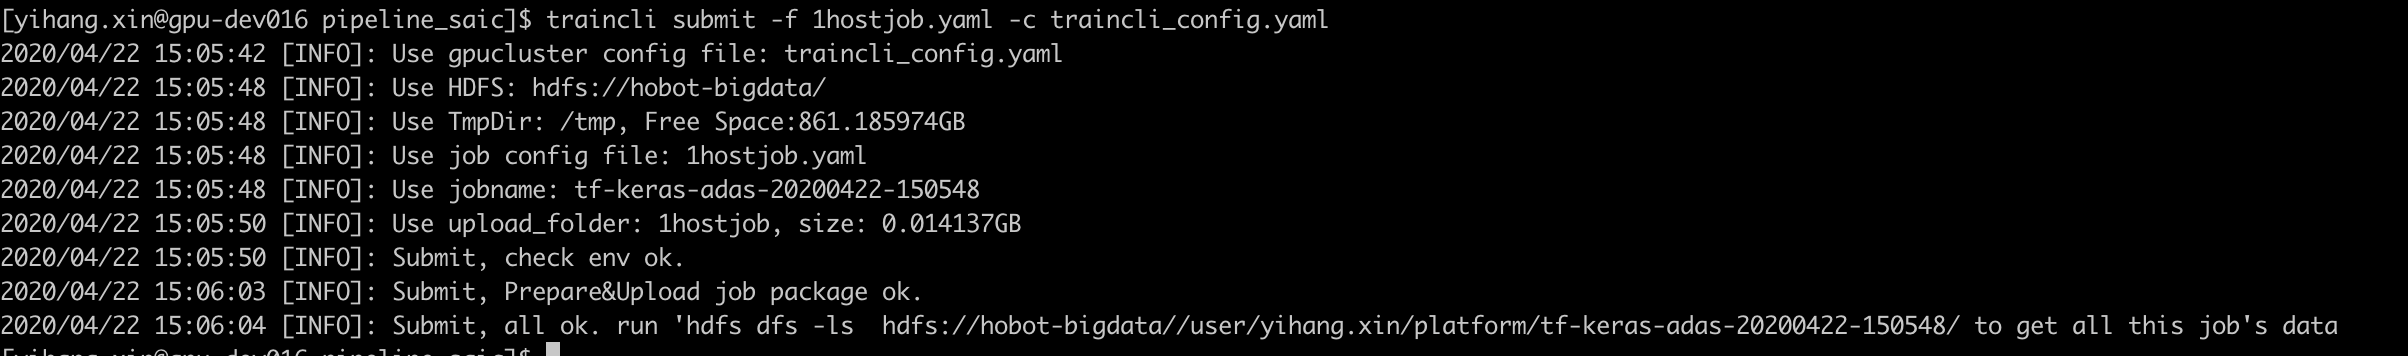 [yihang.xin@gpu-dev016 pipeline_saic]$ traincli submit -f 1hostjob.yaml -c traincli_config.yaml
2020/04/22 15:05:42 [INFO]: Use gpucluster config file: traincli_config.yaml
2020/04/22 15:05:48 [INFO]: Use HDFS: hdfs://hobot-bigdata/
2020/04/22 15:05:48 [INFO]: Use TmpDir: /tmp, Free Space:861.185974GB
2020/04/22 15:05:48 [INFO]: Use job config file: 1hostjob.yaml
2020/04/22 15:05:48 [INFO]: Use jobname: tf-keras-adas-20200422-150548
2020/04/22 15:05:50 [INFO]: Use upload_folder: 1hostjob, size: 0.014137GB
2020/04/22 15:05:50 [INFO]: Submit, check env ok.
2020/04/22 15:06:03 [INFO]: Submit, Prepare&Upload job package ok.
2020/04/22 15:06:04 [INFO]: Submit, all ok. run 'hdfs dfs -ls  hdfs://hobot-bigdata//user/yihang.xin/platform/tf-keras-adas-20200422-150548/ to get all this job's data
[yihang.xin@gpu-dev016 pipeline_saic]$